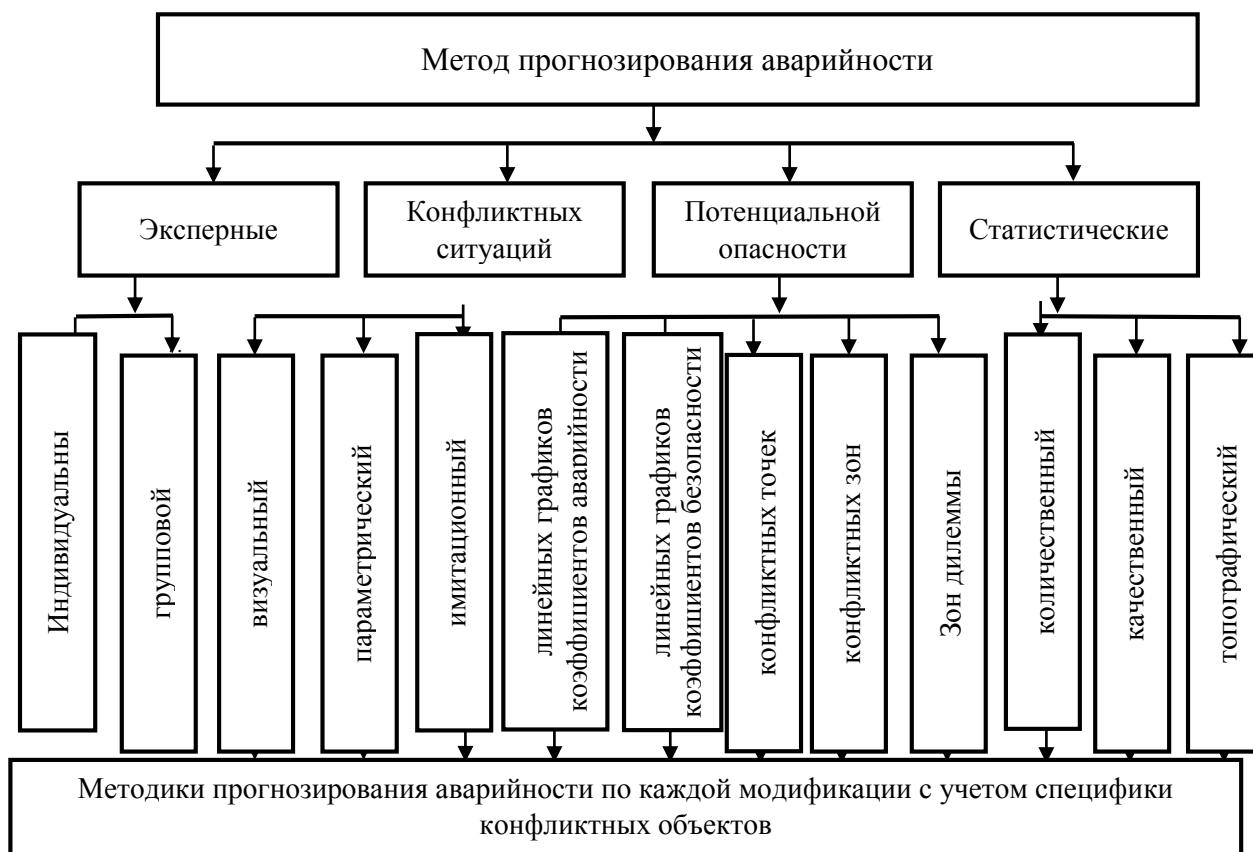 Метод прогнозирования аварийности
Эксперные
Конфликтных
ситуаций
Потенциальной
опасности
Статистические
Индивидуальны
групповой
визуальный
параметрический
имитационный
линейных графиков
коэффициентов аварийности
линейных графиков
коэффициентов безопасности
конфликтных точек
конфликтных зон
Зон дилеммы
количественный
качественный
топографический
Методики прогнозирования аварийности по каждой модификации с учетом специфики
конфликтных объектов